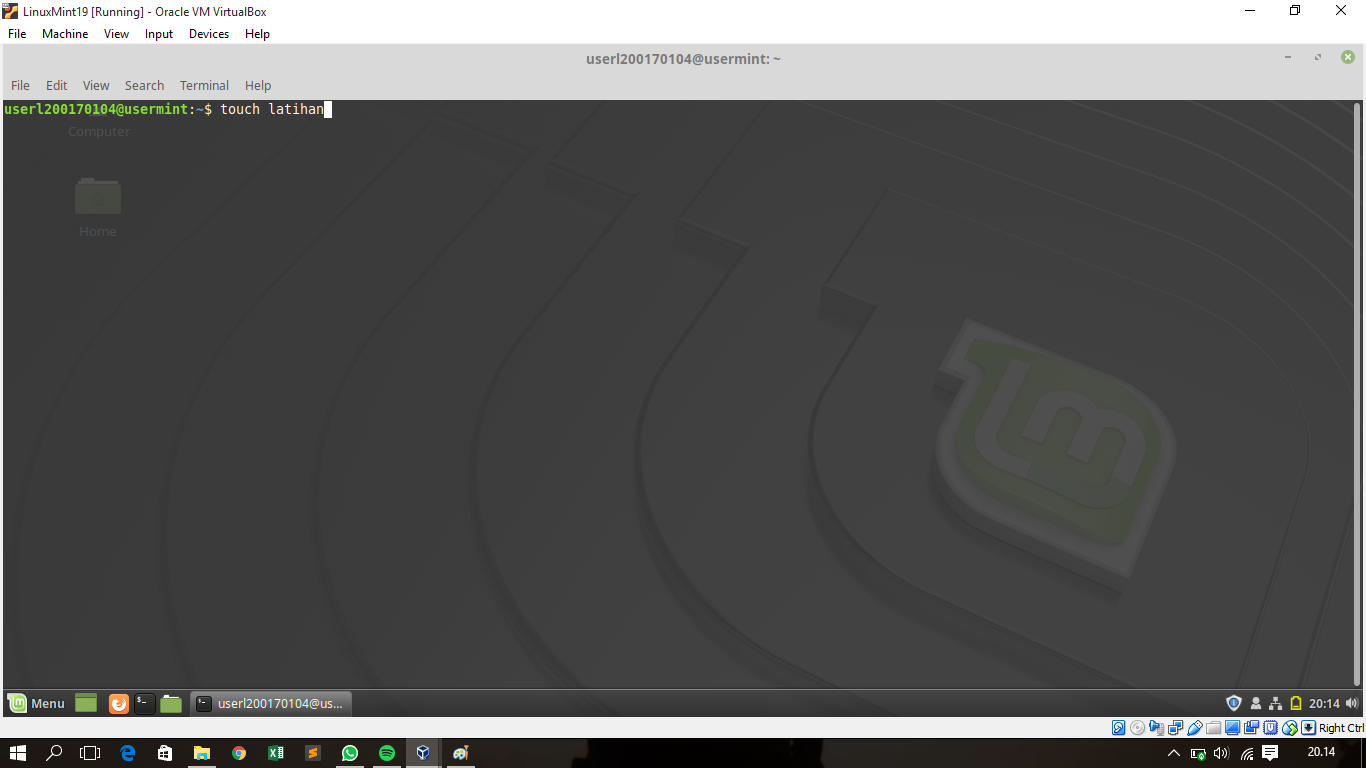 LinuxMint19 [Running] - Oracle VM VirtualBox
File Machine View Input Devices Help
userl200170104@usermint: ~
File Edit View Search Terminal Help
userl200170104@usermint:~$ touch latihan
Computer
Home
Menu userl200170104@us... 20:14
Right Ctrl
20.14